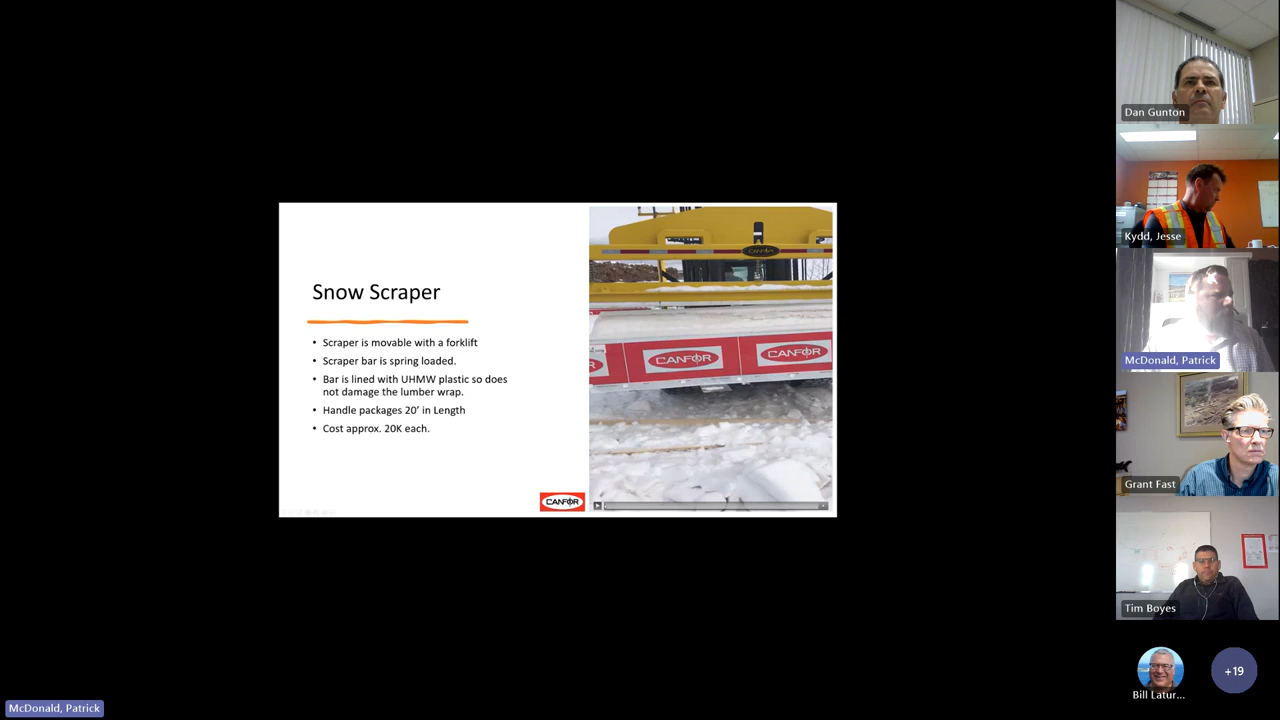 Snow Scraper
• Scraper is movable with a forklift
• Scraper bar is spring loaded.
• Bar is lined with UHMW plastic so does
not damage the lumber wrap.
• Handle packages 20' in Length
• Cost approx. 20K each.
CANFOR
CANFOR
CANFOR
CANFOR
Dan Gunton
Kydd, Jesse
McDonald, Patrick
Grant Fast
Tim Boyes
Bill Latur...
+19
McDonald, Patrick